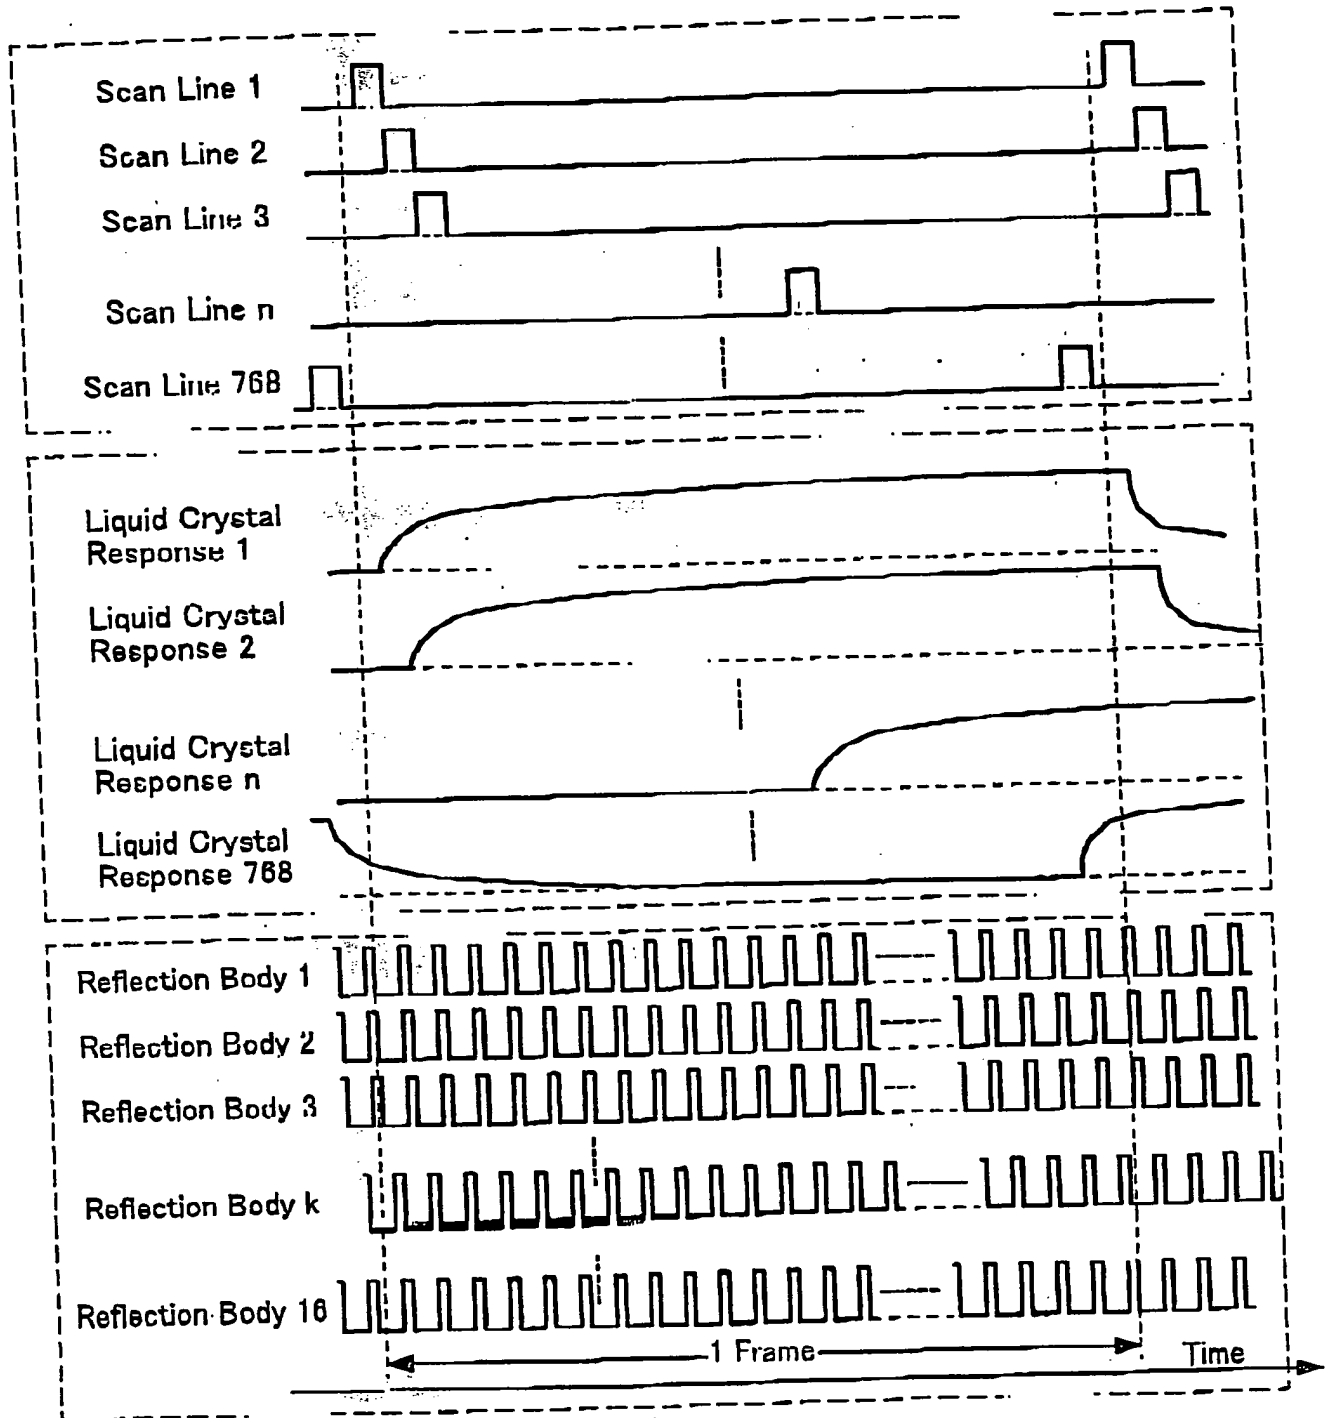 Scan Line 1
Scan Line 2
Scan Line 3
Scan Line n
Scan Line 768
Liquid Crystal
Response 1
Liquid Crystal
Response 2
Liquid Crystal
Response n
Liquid Crystal
Response 768
Reflection Body 1
Reflection Body 2
Reflection Body 3
Reflection Body k
Reflection Body 16
1 Frame
Time